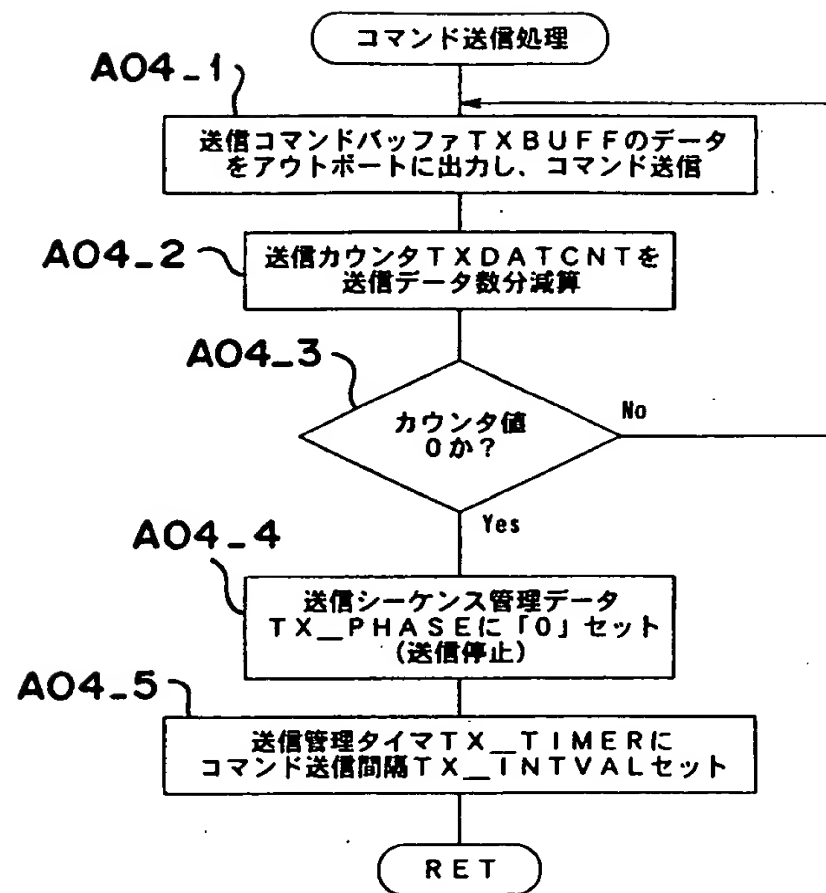 コマンド送信処理
A04_1
送信コマンドバッファTXBUFFのデータ
をアウトポートに出力し、コマンド送信
A04_2
送信カウンタTXDATCNTを
送信データ数分減算
A04_3
カウンタ値
0か?
No
Yes
A04_4
送信シーケンス管理データ
TX__PHASEに「0」セット
(送信停止)
A04_5
送信管理タイマTX__TIMERに
コマンド送信間隔TX__INTVALセット
RET